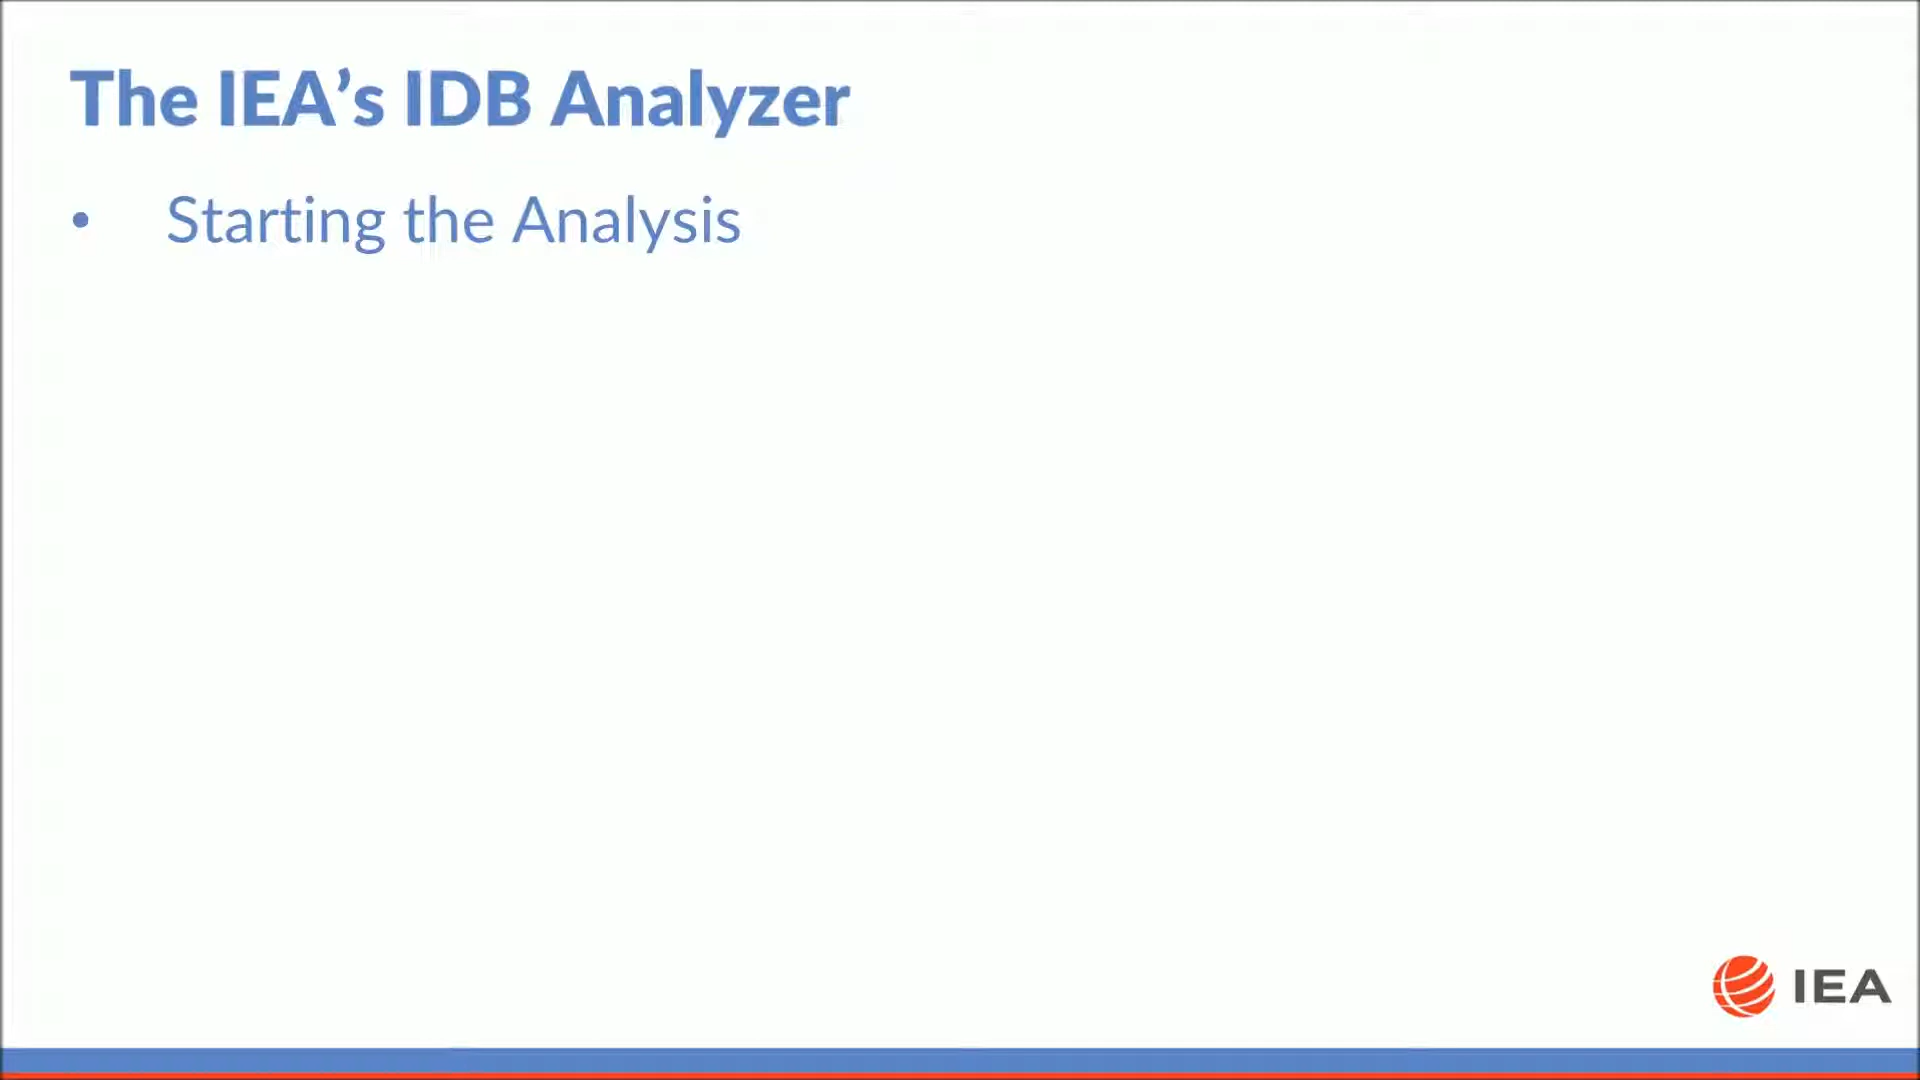 The IEA’s IDB Analyzer
• Starting the Analysis
IEA